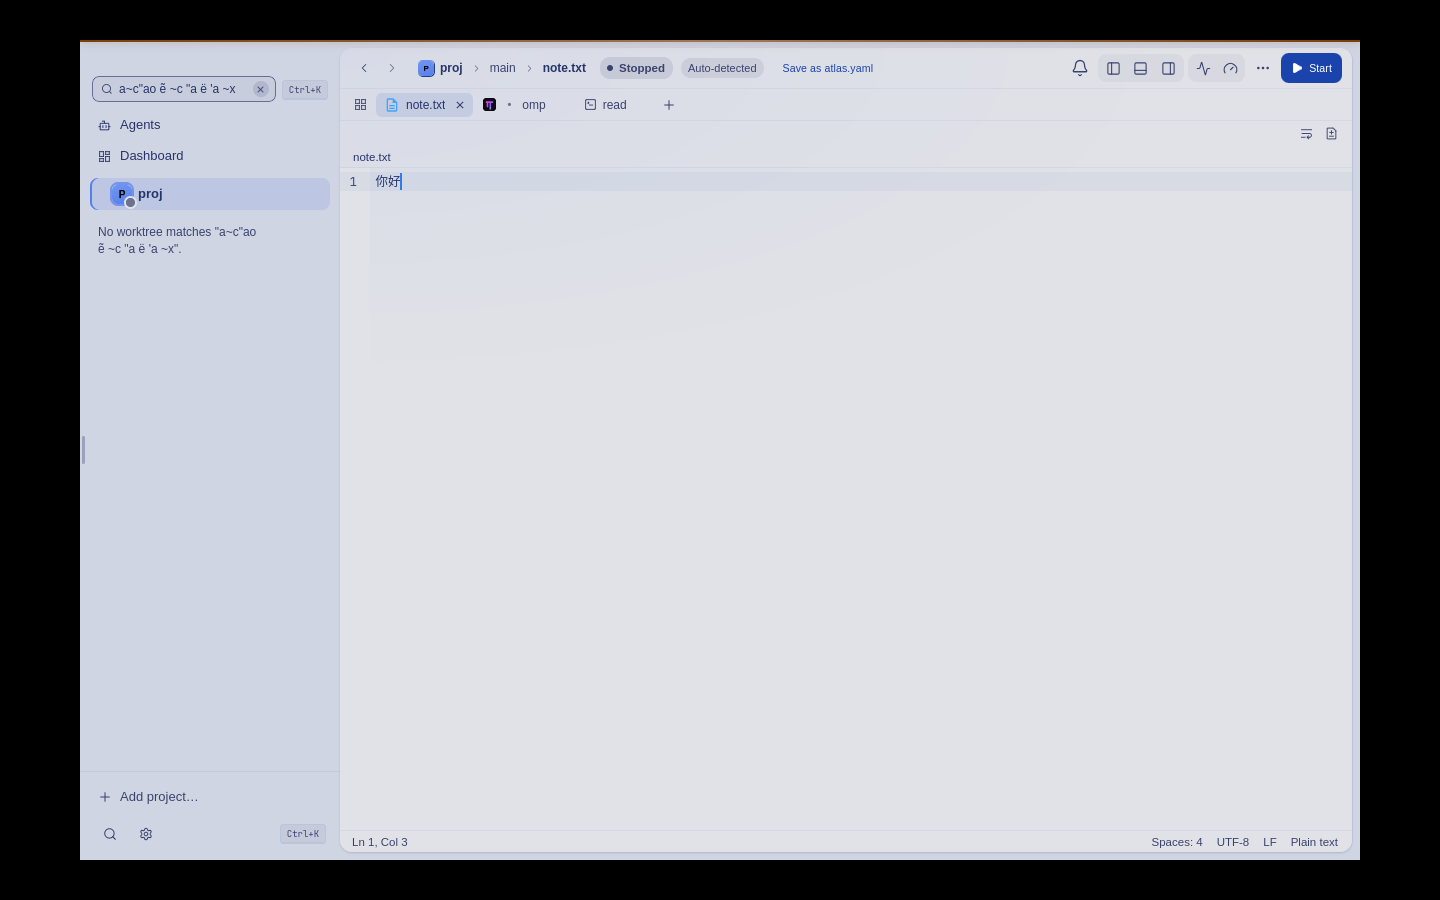 a~c"ao ẽ ~c "a ë 'a ~x
Ctrl+K
Agents
Dashboard
P proj
No worktree matches "a~c"ao
ẽ ~c "a ë 'a ~x".
Add project…
Ctrl+K
P proj › main › note.txt
Stopped
Auto-detected
Save as atlas.yaml
Start
note.txt
omp
read
note.txt
1 你好
Ln 1, Col 3
Spaces: 4
UTF-8
LF
Plain text